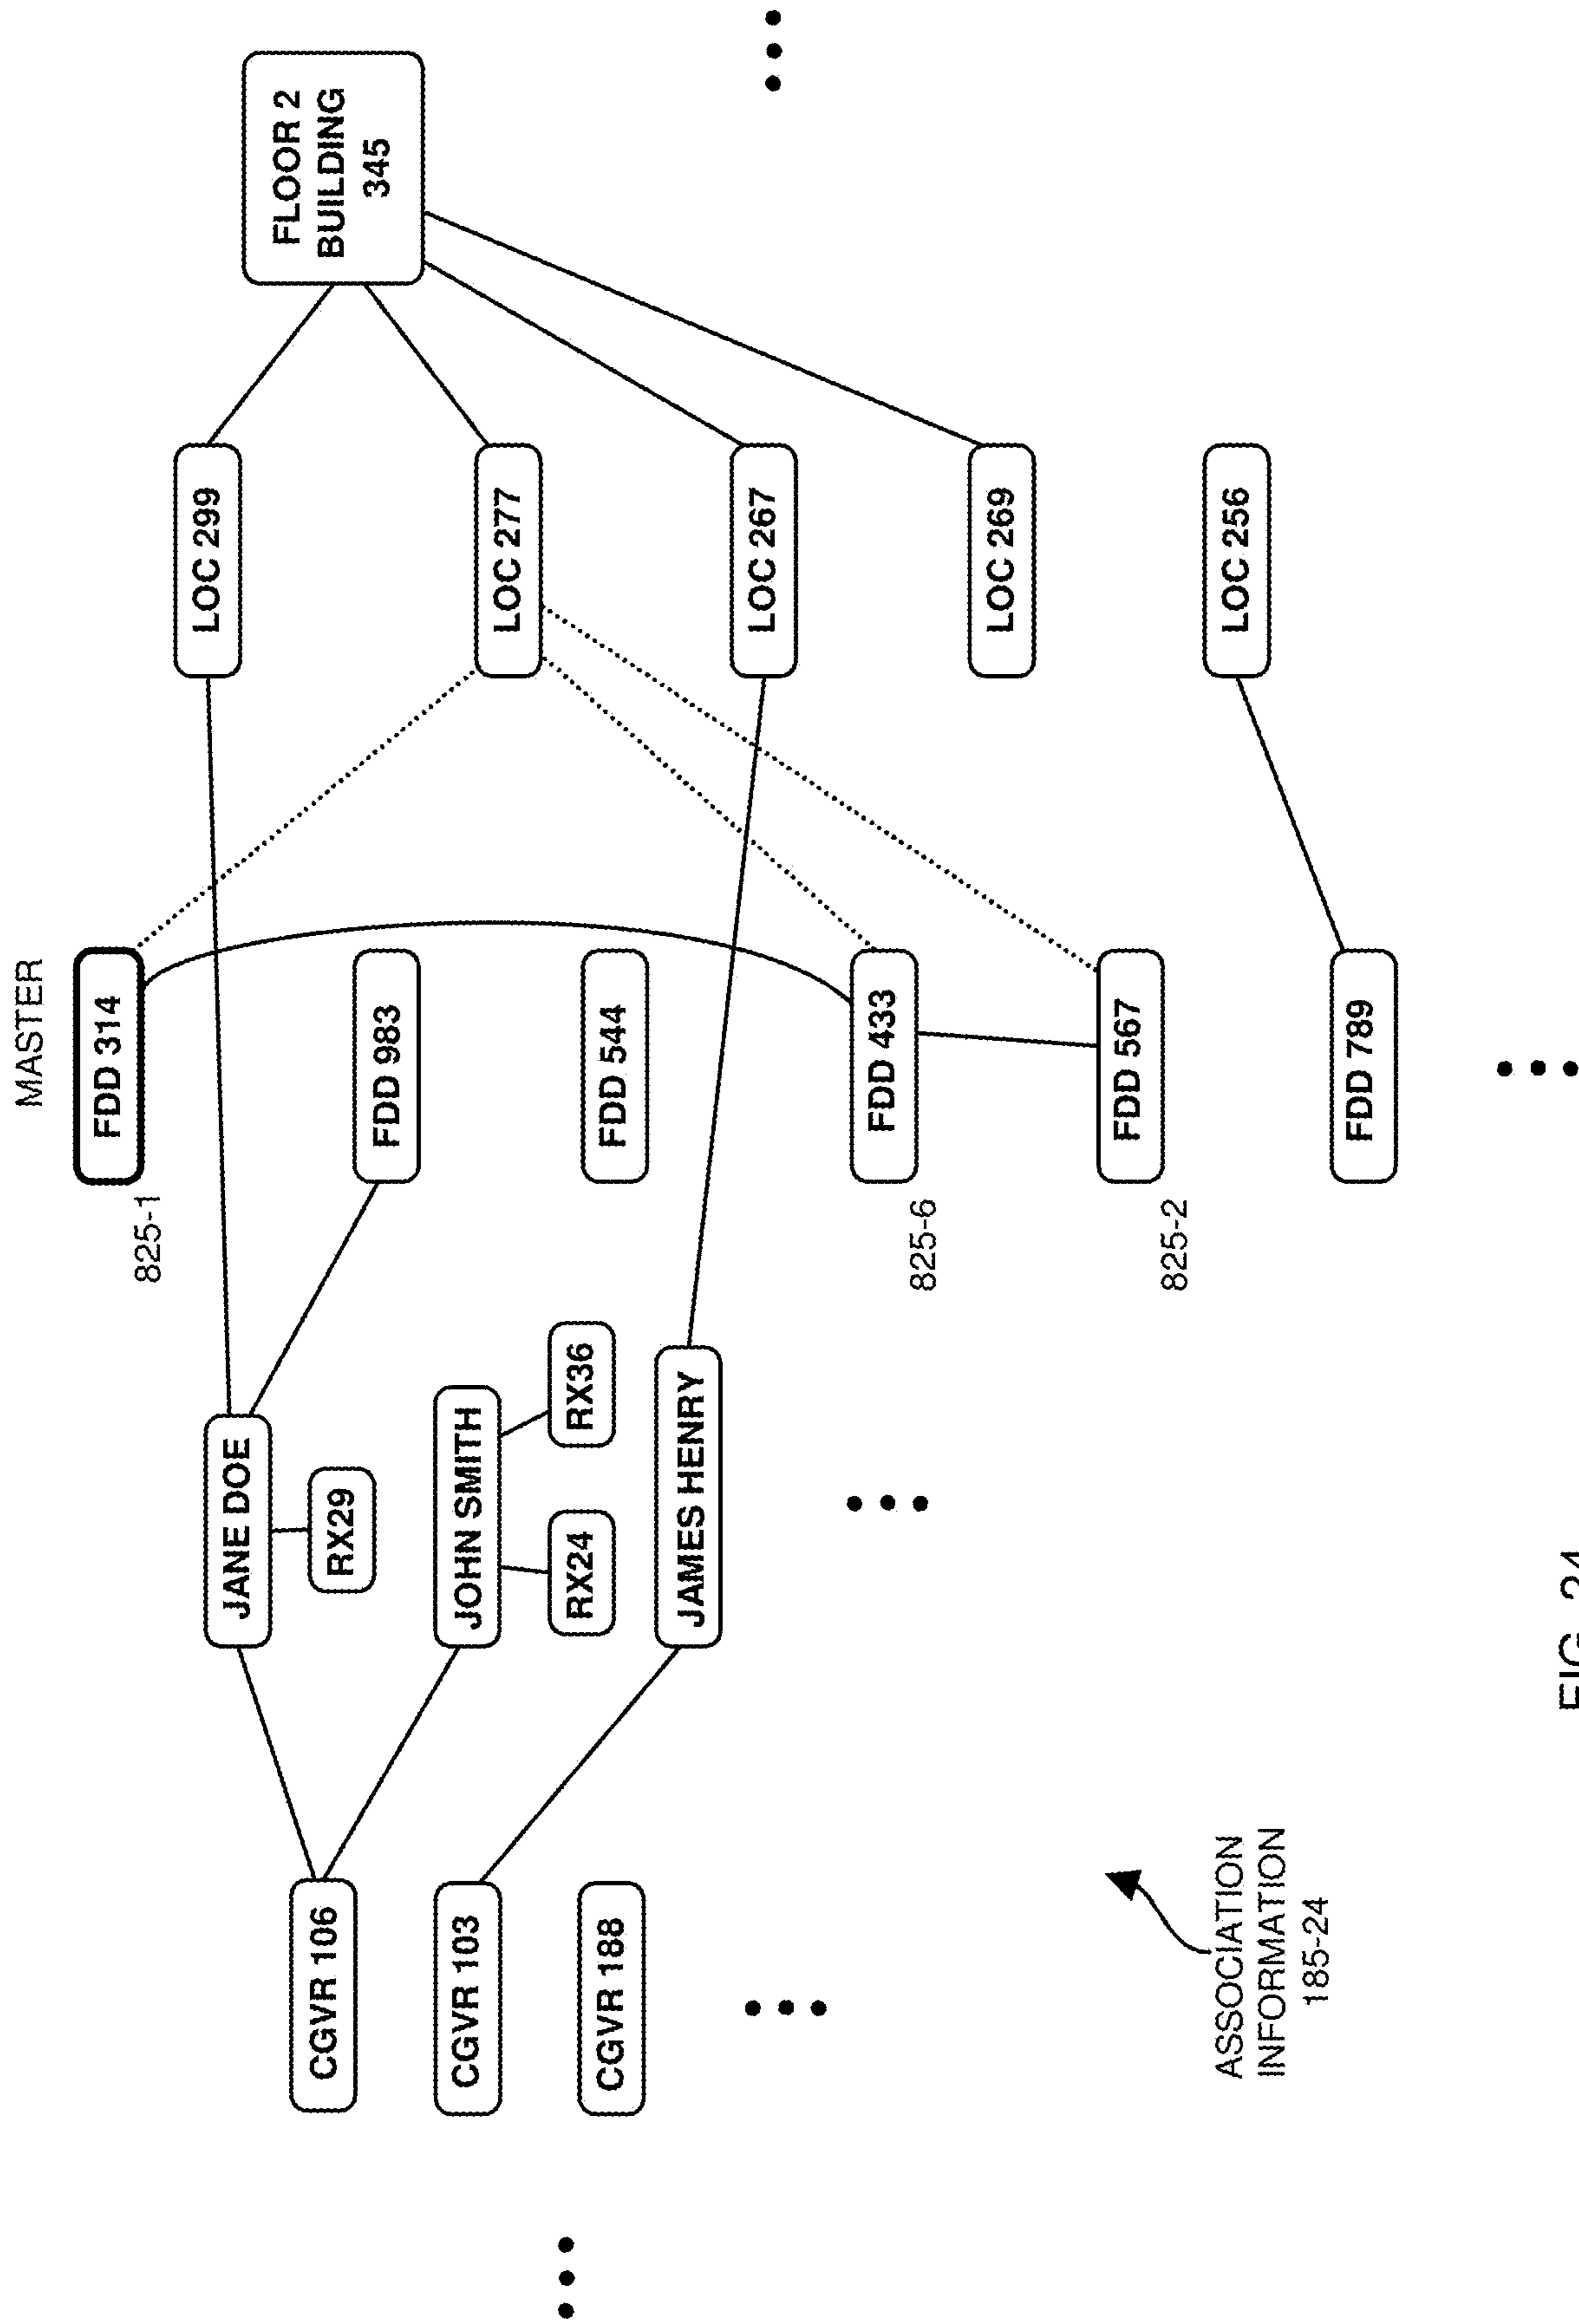 MASTER
FDD 314
825-1
LOC 299
FLOOR 2
BUILDING
345
JANE DOE
RX29
CGVR 106
FDD 983
LOC 277
JOHN SMITH
RX24
RX36
CGVR 103
FDD 544
CGVR 188
JAMES HENRY
LOC 267
FDD 433
825-6
LOC 269
FDD 567
825-2
LOC 256
FDD 789
ASSOCIATION
INFORMATION
185-24
FIG. 24